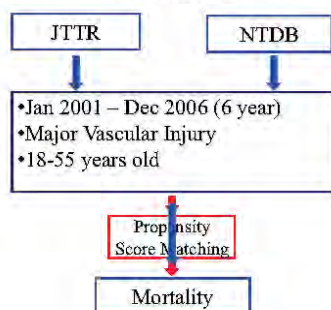 JTTR NTDB
•Jan 2001 – Dec 2006 (6 year)
•Major Vascular Injury
•18-55 years old
Propensity
Score Matching
Mortality